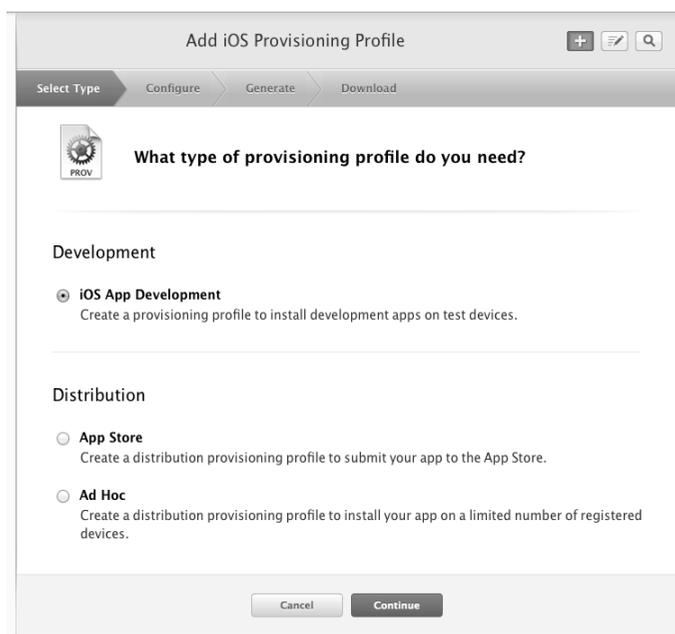 Add iOS Provisioning Profile
Select Type
Configure
Generate
Download
PROV
What type of provisioning profile do you need?
Development
iOS App Development
Create a provisioning profile to install development apps on test devices.
Distribution
App Store
Create a distribution provisioning profile to submit your app to the App Store.
Ad Hoc
Create a distribution provisioning profile to install your app on a limited number of registered
devices.
Cancel
Continue